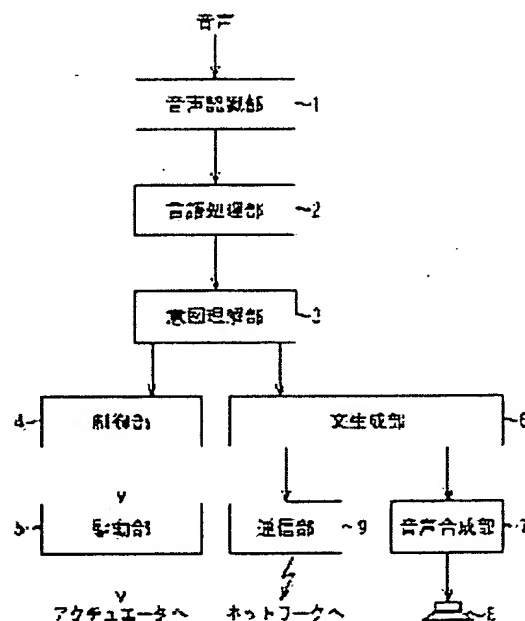 音声
音声認識部 ~1
言語処理部 ~2
意図理解部 ~3
4 制御部 文生成部 6
5 駆動部 通信部 ~9 音声合成部 7
アクチュエータへ ネットワークへ 8